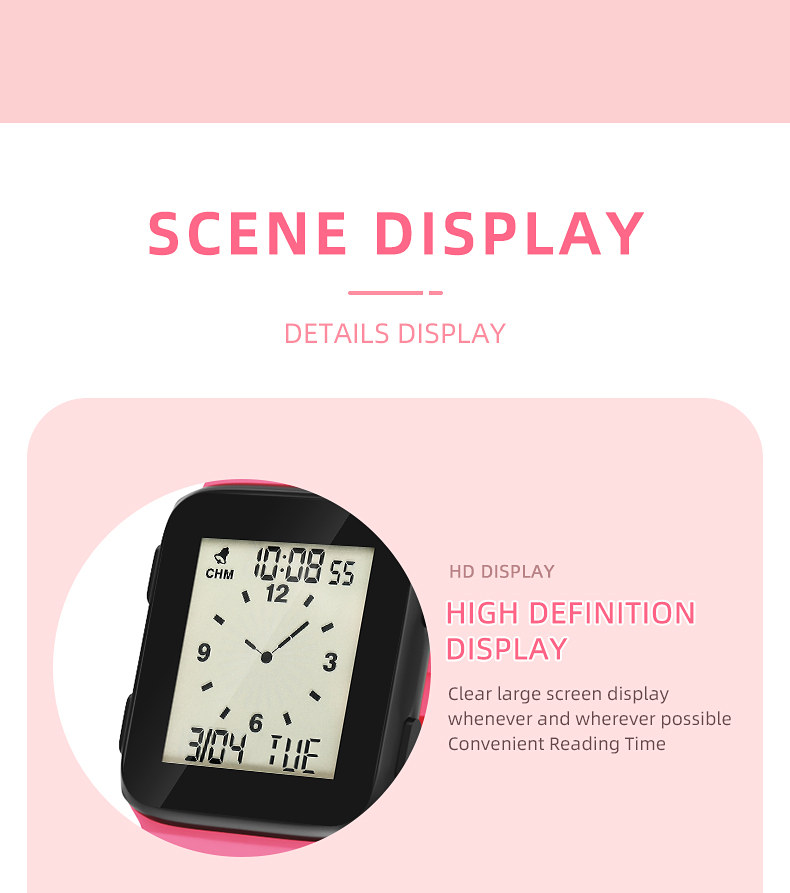 SCENE DISPLAY
DETAILS DISPLAY
CHM 10:08 55
12
9 3
6
3/04 TUE
HD DISPLAY
HIGH DEFINITION
DISPLAY
Clear large screen display
whenever and wherever possible
Convenient Reading Time